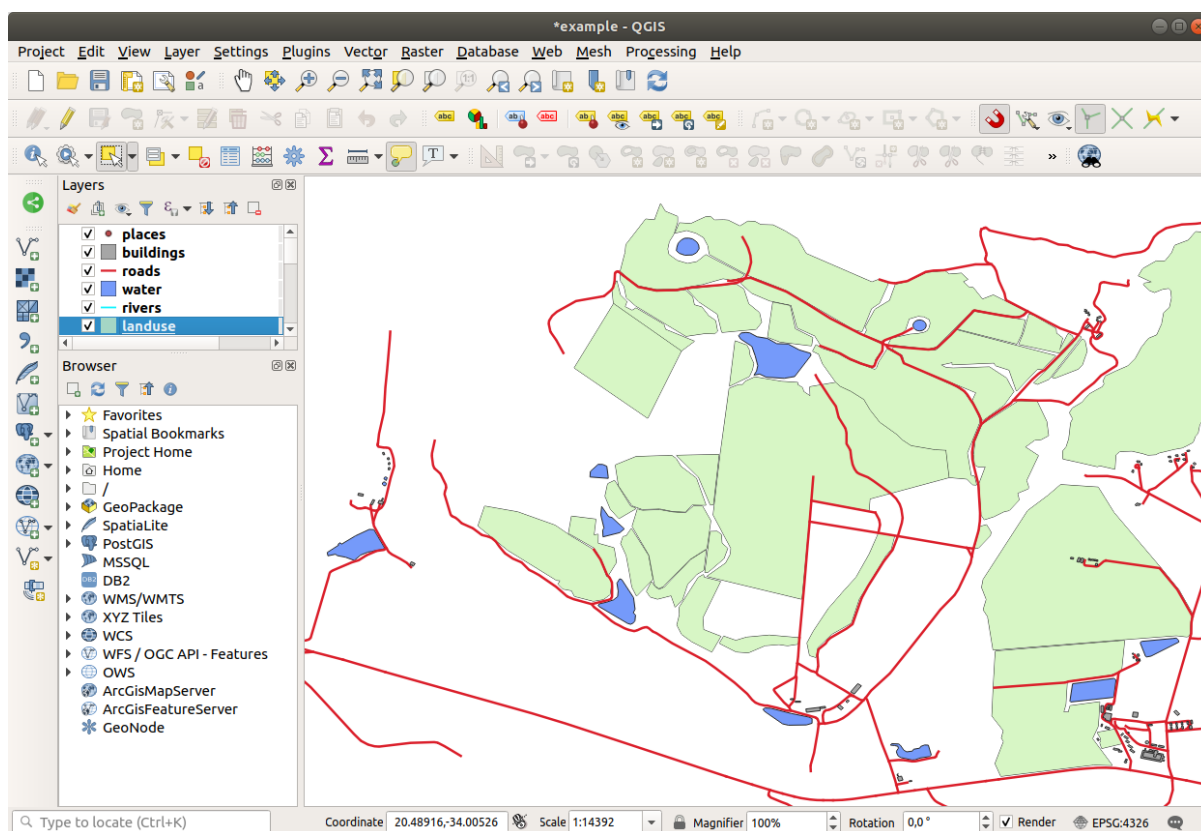 *example - QGIS
Project Edit View Layer Settings Plugins Vector Raster Database Web Mesh Processing Help
Layers
places
buildings
roads
water
rivers
landuse
Browser
Favorites
Spatial Bookmarks
Project Home
Home
/
GeoPackage
SpatiaLite
PostGIS
MSSQL
DB2
WMS/WMTS
XYZ Tiles
WCS
WFS / OGC API - Features
OWS
ArcGisMapServer
ArcGisFeatureServer
GeoNode
Type to locate (Ctrl+K) Coordinate 20.48916,-34.00526 Scale 1:14392 Magnifier 100% Rotation 0,0 ° Render EPSG:4326